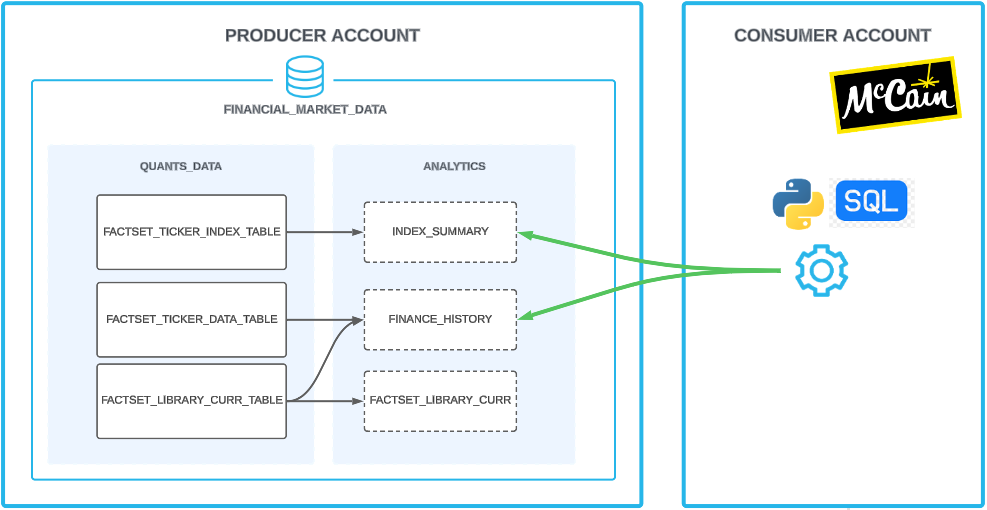 PRODUCER ACCOUNT
FINANCIAL_MARKET_DATA
QUANTS_DATA
FACTSET_TICKER_INDEX_TABLE
FACTSET_TICKER_DATA_TABLE
FACTSET_LIBRARY_CURR_TABLE
ANALYTICS
INDEX_SUMMARY
FINANCE_HISTORY
FACTSET_LIBRARY_CURR
CONSUMER ACCOUNT
McCain
SQL